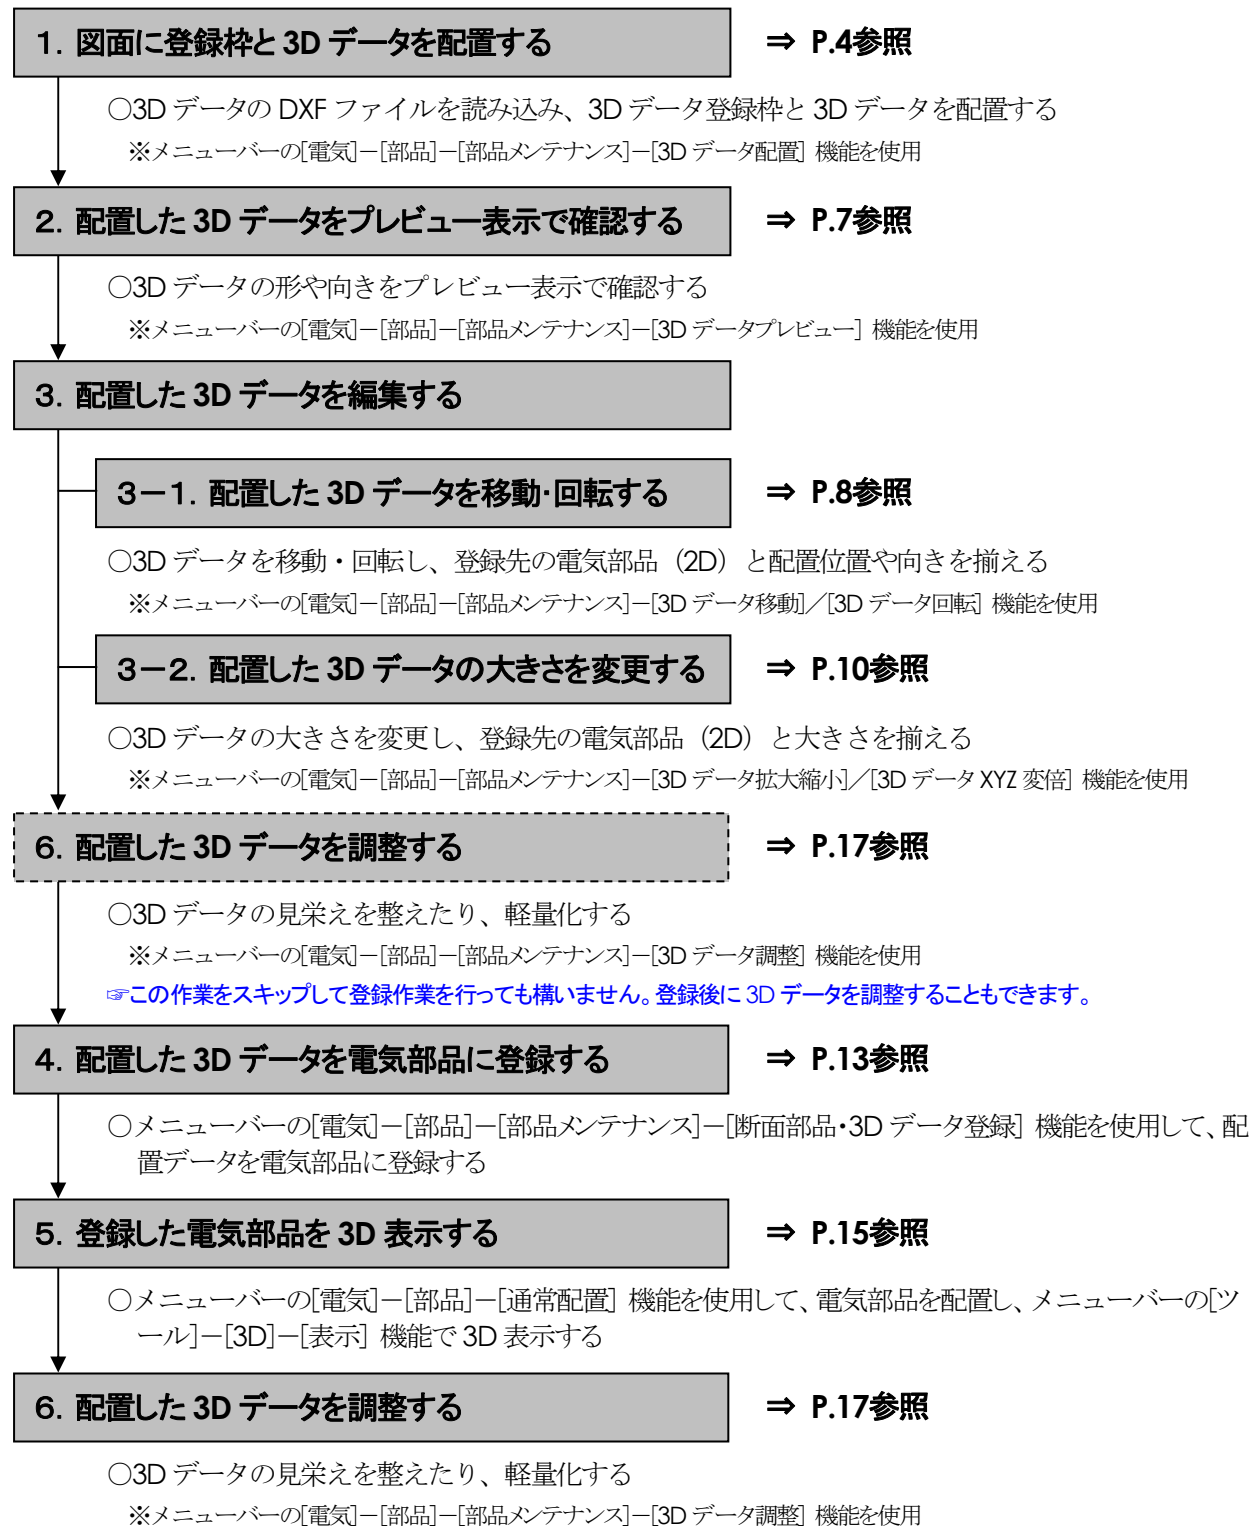 1．図面に登録枠と 3D データを配置する ⇒ P.4参照
○3D データの DXF ファイルを読み込み、3D データ登録枠と 3D データを配置する
※メニューバーの[電気]－[部品]－[部品メンテナンス]－[3D データ配置] 機能を使用
2．配置した 3D データをプレビュー表示で確認する ⇒ P.7参照
○3D データの形や向きをプレビュー表示で確認する
※メニューバーの[電気]－[部品]－[部品メンテナンス]－[3D データプレビュー] 機能を使用
3．配置した 3D データを編集する
3－1．配置した 3D データを移動・回転する ⇒ P.8参照
○3D データを移動・回転し、登録先の電気部品（2D）と配置位置や向きを揃える
※メニューバーの[電気]－[部品]－[部品メンテナンス]－[3D データ移動]／[3D データ回転] 機能を使用
3－2．配置した 3D データの大きさを変更する ⇒ P.10参照
○3D データの大きさを変更し、登録先の電気部品（2D）と大きさを揃える
※メニューバーの[電気]－[部品]－[部品メンテナンス]－[3D データ拡大縮小]／[3D データ XYZ 変倍] 機能を使用
6．配置した 3D データを調整する ⇒ P.17参照
○3D データの見栄えを整えたり、軽量化する
※メニューバーの[電気]－[部品]－[部品メンテナンス]－[3D データ調整] 機能を使用
☞この作業をスキップして登録作業を行っても構いません。登録後に 3D データを調整することもできます。
4．配置した 3D データを電気部品に登録する ⇒ P.13参照
○メニューバーの[電気]－[部品]－[部品メンテナンス]－[断面部品・3D データ登録] 機能を使用して、配
置データを電気部品に登録する
5．登録した電気部品を 3D 表示する ⇒ P.15参照
○メニューバーの[電気]－[部品]－[通常配置] 機能を使用して、電気部品を配置し、メニューバーの[ツ
ール]－[3D]－[表示] 機能で 3D 表示する
6．配置した 3D データを調整する ⇒ P.17参照
○3D データの見栄えを整えたり、軽量化する
※メニューバーの[電気]－[部品]－[部品メンテナンス]－[3D データ調整] 機能を使用